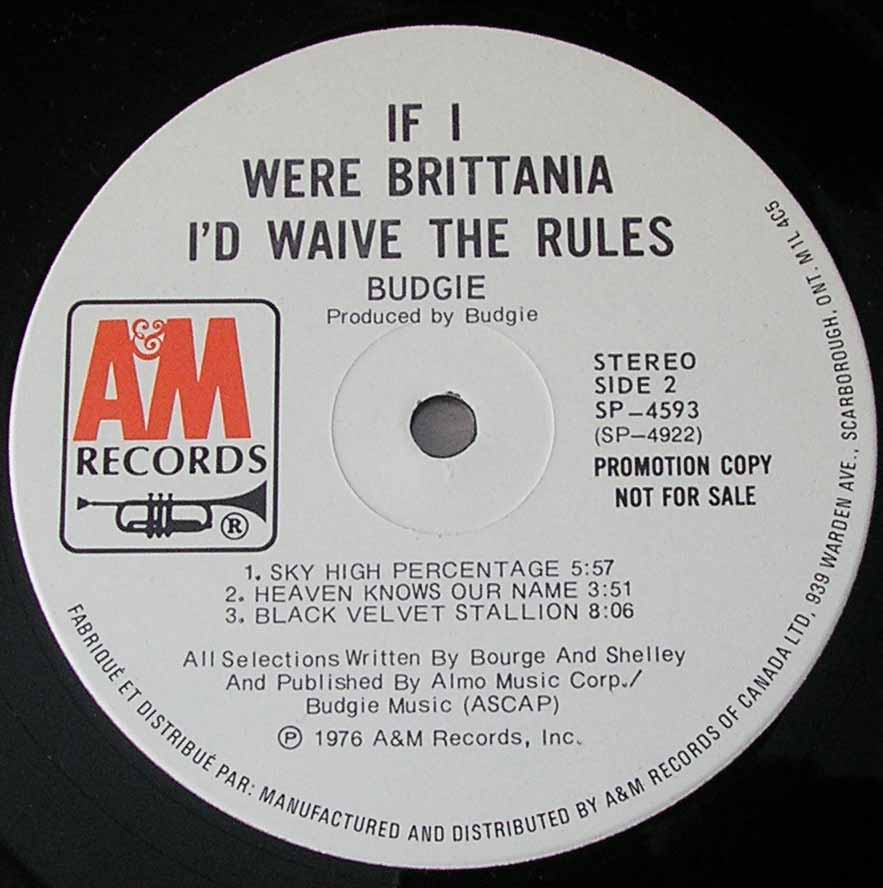 IF I
WERE BRITTANIA
I'D WAIVE THE RULES
BUDGIE
Produced by Budgie
A&M
RECORDS
®
STEREO
SIDE 2
SP-4593
(SP-4922)
PROMOTION COPY
NOT FOR SALE
1. SKY HIGH PERCENTAGE 5:57
2. HEAVEN KNOWS OUR NAME 3:51
3. BLACK VELVET STALLION 8:06
All Selections Written By Bourge And Shelley
And Published By Almo Music Corp./
Budgie Music (ASCAP)
℗ 1976 A&M Records, Inc.
FABRIQUÉ ET DISTRIBUÉ PAR: MANUFACTURED AND DISTRIBUTED BY A&M RECORDS OF CANADA LTD, 939 WARDEN AVE., SCARBOROUGH, ONT. M1L 4C5